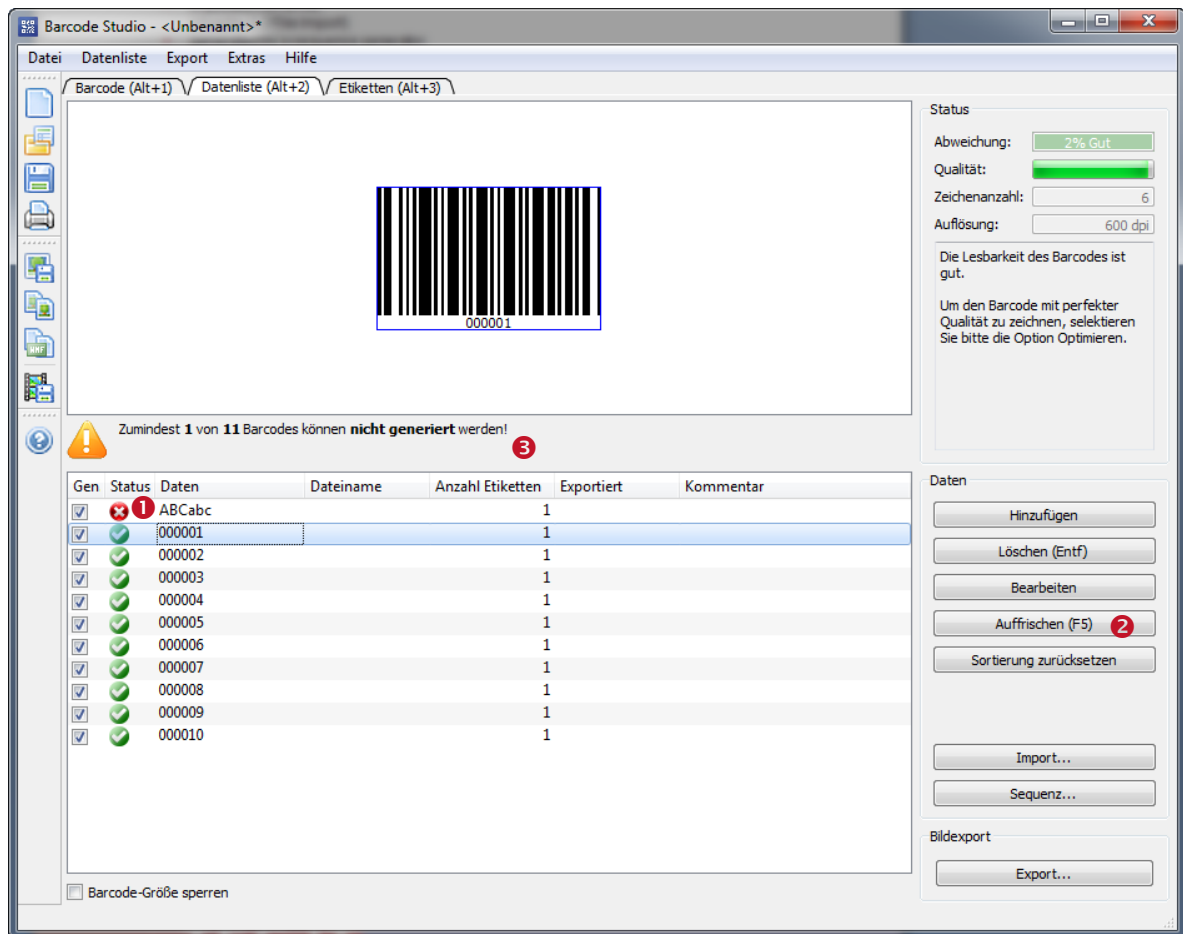 Barcode Studio - <Unbenannt>*
Datei Datenliste Export Extras Hilfe
Barcode (Alt+1) Datenliste (Alt+2) Etiketten (Alt+3)
000001
Zumindest 1 von 11 Barcodes können nicht generiert werden!
3
Gen Status Daten Dateiname Anzahl Etiketten Exportiert Kommentar
1 ABCabc 1
000001 1
000002 1
000003 1
000004 1
000005 1
000006 1
000007 1
000008 1
000009 1
000010 1
Barcode-Größe sperren
Status
Abweichung: 2% Gut
Qualität:
Zeichenanzahl: 6
Auflösung: 600 dpi
Die Lesbarkeit des Barcodes ist
gut.
Um den Barcode mit perfekter
Qualität zu zeichnen, selektieren
Sie bitte die Option Optimieren.
Daten
Hinzufügen
Löschen (Entf)
Bearbeiten
Auffrischen (F5) 2
Sortierung zurücksetzen
Import...
Sequenz...
Bildexport
Export...